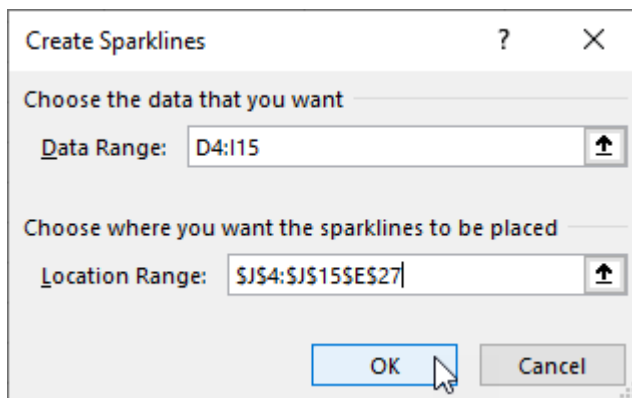 Create Sparklines ?
Choose the data that you want
Data Range: D4:I15
Choose where you want the sparklines to be placed
Location Range: $J$4:$J$15$E$27
OK Cancel